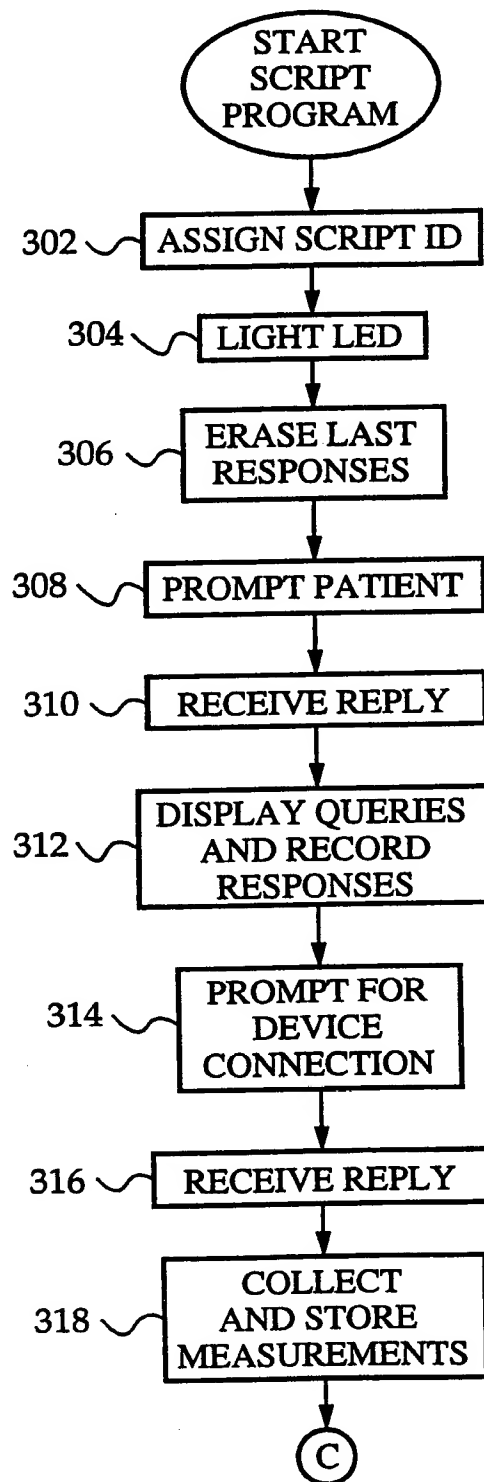 START
SCRIPT
PROGRAM
302
ASSIGN SCRIPT ID
304
LIGHT LED
306
ERASE LAST
RESPONSES
308
PROMPT PATIENT
310
RECEIVE REPLY
312
DISPLAY QUERIES
AND RECORD
RESPONSES
314
PROMPT FOR
DEVICE
CONNECTION
316
RECEIVE REPLY
318
COLLECT
AND STORE
MEASUREMENTS
C